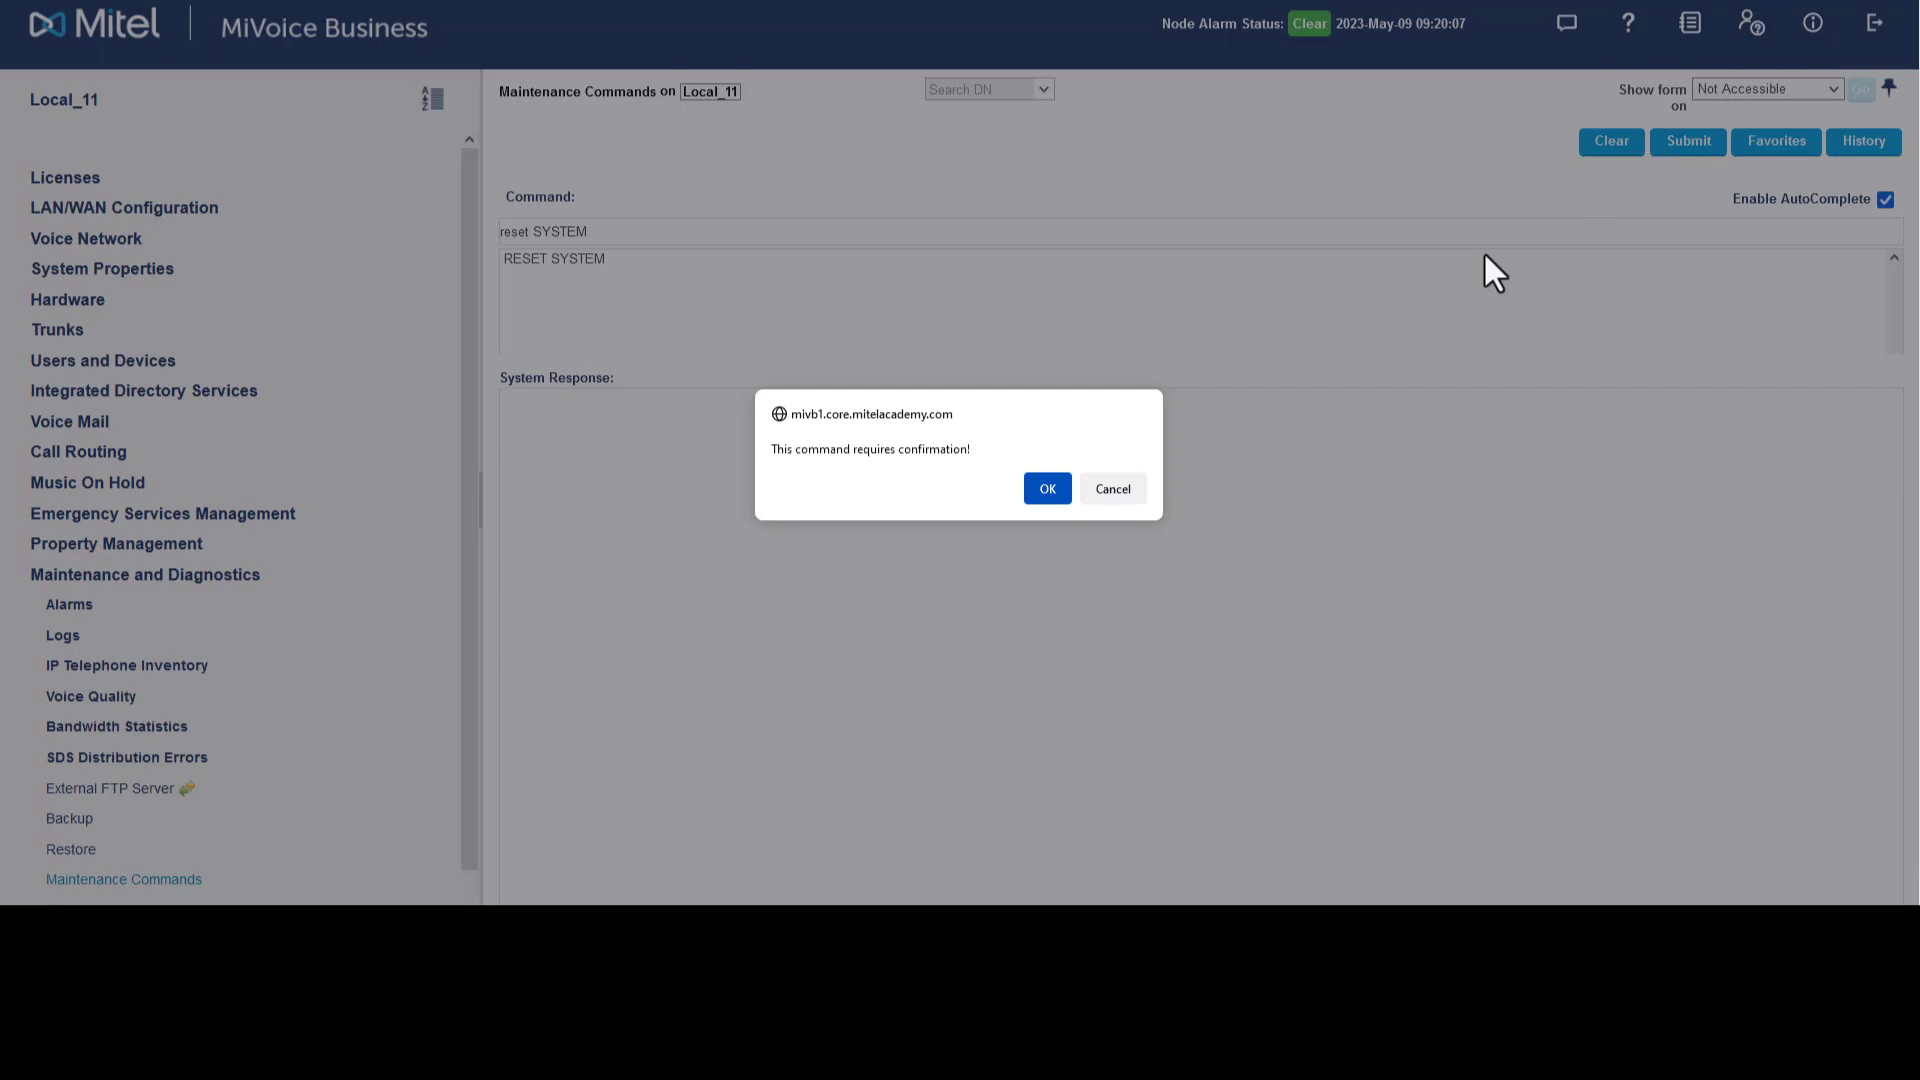 Mitel
MiVoice Business
Node Alarm Status: Clear 2023-May-09 09:20:07
Local_11
Licenses
LAN/WAN Configuration
Voice Network
System Properties
Hardware
Trunks
Users and Devices
Integrated Directory Services
Voice Mail
Call Routing
Music On Hold
Emergency Services Management
Property Management
Maintenance and Diagnostics
Alarms
Logs
IP Telephone Inventory
Voice Quality
Bandwidth Statistics
SDS Distribution Errors
External FTP Server
Backup
Restore
Maintenance Commands
Maintenance Commands on Local_11
Search DN
Show form on
Not Accessible
Go
Clear
Submit
Favorites
History
Command:
Enable AutoComplete
reset SYSTEM
RESET SYSTEM
System Response:
mivb1.core.mitelacademy.com
This command requires confirmation!
OK
Cancel